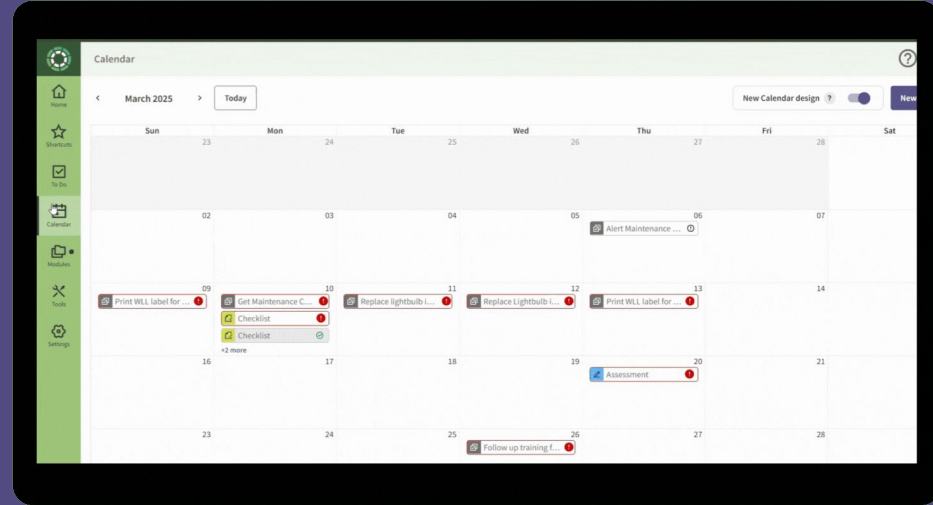 Calendar
?
Home
Shortcuts
To Do
Calendar
Modules
Tools
Settings
< March 2025 > Today
New Calendar design ? New
Sun Mon Tue Wed Thu Fri Sat
23 24 25 26 27 28
02 03 04 05 06 07
Alert Maintenance ...
09 10 11 12 13 14
Print WLL label for ... ! Get Maintenance C... ! Replace lightbulb i... ! Replace Lightbulb i... ! Print WLL label for ... !
Checklist !
Checklist
+2 more
16 17 18 19 20 21
Assessment !
23 24 25 26 27 28
Follow up training f... !